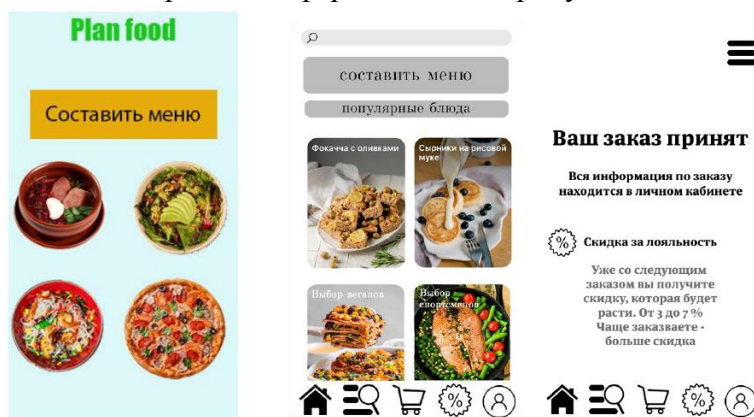 Plan food
Составить меню
составить меню
популярные блюда
Фокачча с оливками
Сырники на рисовой
муке
Выбор веганов
Выбор
спортсменов
Ваш заказ принят
Вся информация по заказу
находится в личном кабинете
% Скидка за лояльность
Уже со следующим
заказом вы получите
скидку, которая будет
расти. От 3 до 7 %
Чаще заказваете -
больше скидка
%
%